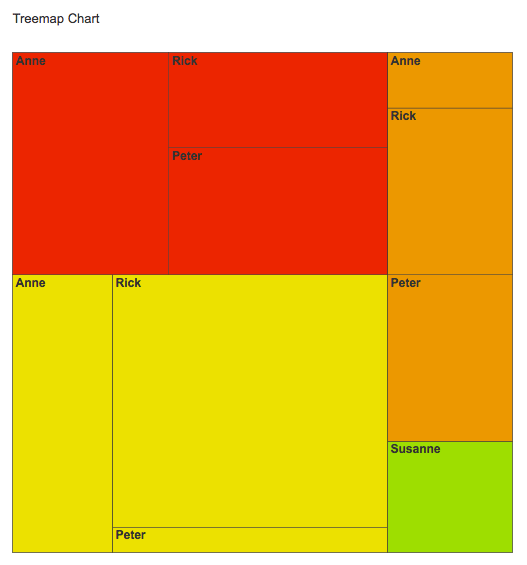 Treemap Chart
Anne
Rick
Anne
Rick
Peter
Anne
Rick
Peter
Susanne
Peter